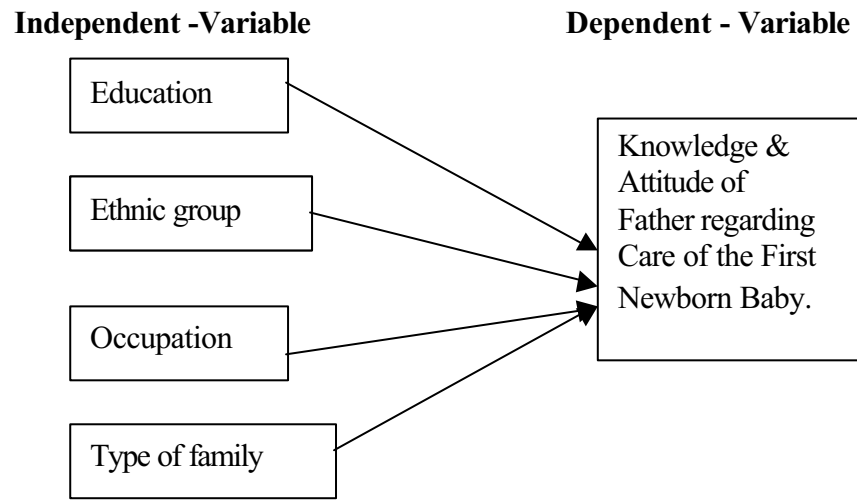 Independent -Variable
Dependent - Variable
Education
Ethnic group
Occupation
Type of family
Knowledge &
Attitude of
Father regarding
Care of the First
Newborn Baby.